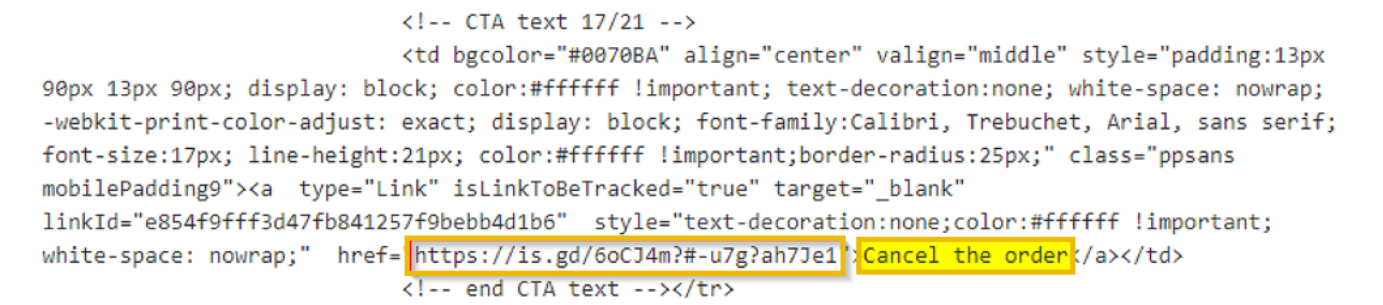 <!-- CTA text 17/21 -->
<td bgcolor="#0070BA" align="center" valign="middle" style="padding:13px
90px 13px 90px; display: block; color:#ffffff !important; text-decoration:none; white-space: nowrap;
-webkit-print-color-adjust: exact; display: block; font-family:Calibri, Trebuchet, Arial, sans serif;
font-size:17px; line-height:21px; color:#ffffff !important;border-radius:25px;" class="ppsans
mobilePadding9"><a  type="Link" isLinkToBeTracked="true" target="_blank"
linkId="e854f9fff3d47fb841257f9bebb4d1b6"  style="text-decoration:none;color:#ffffff !important;
white-space: nowrap;"  href="https://is.gd/6oCJ4m?#-u7g?ah7Je1">Cancel the order</a></td>
<!-- end CTA text --></tr>